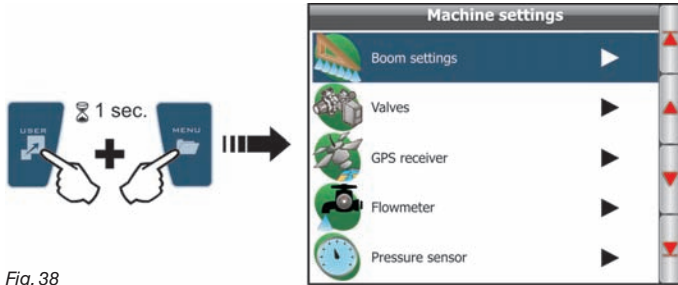 Machine settings
Boom settings
1 sec.
USER
MENU
Valves
GPS receiver
Flowmeter
Pressure sensor
Fig. 38